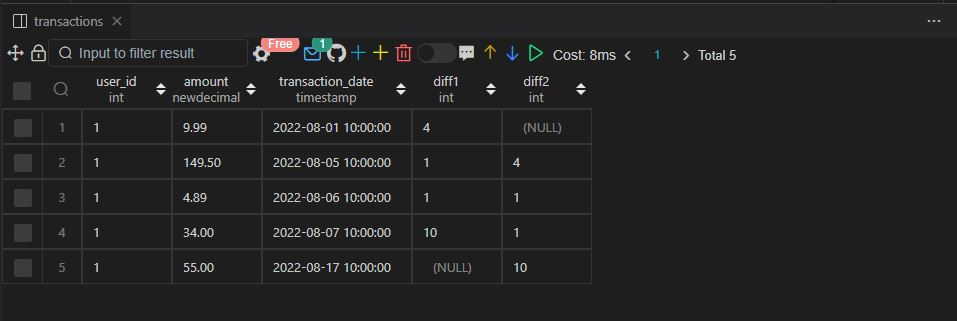 transactions
Input to filter result Free 1 Cost: 8ms 1 Total 5
user_id amount transaction_date diff1 diff2
int newdecimal timestamp int int
1 1 9.99 2022-08-01 10:00:00 4 (NULL)
2 1 149.50 2022-08-05 10:00:00 1 4
3 1 4.89 2022-08-06 10:00:00 1 1
4 1 34.00 2022-08-07 10:00:00 10 1
5 1 55.00 2022-08-17 10:00:00 (NULL) 10